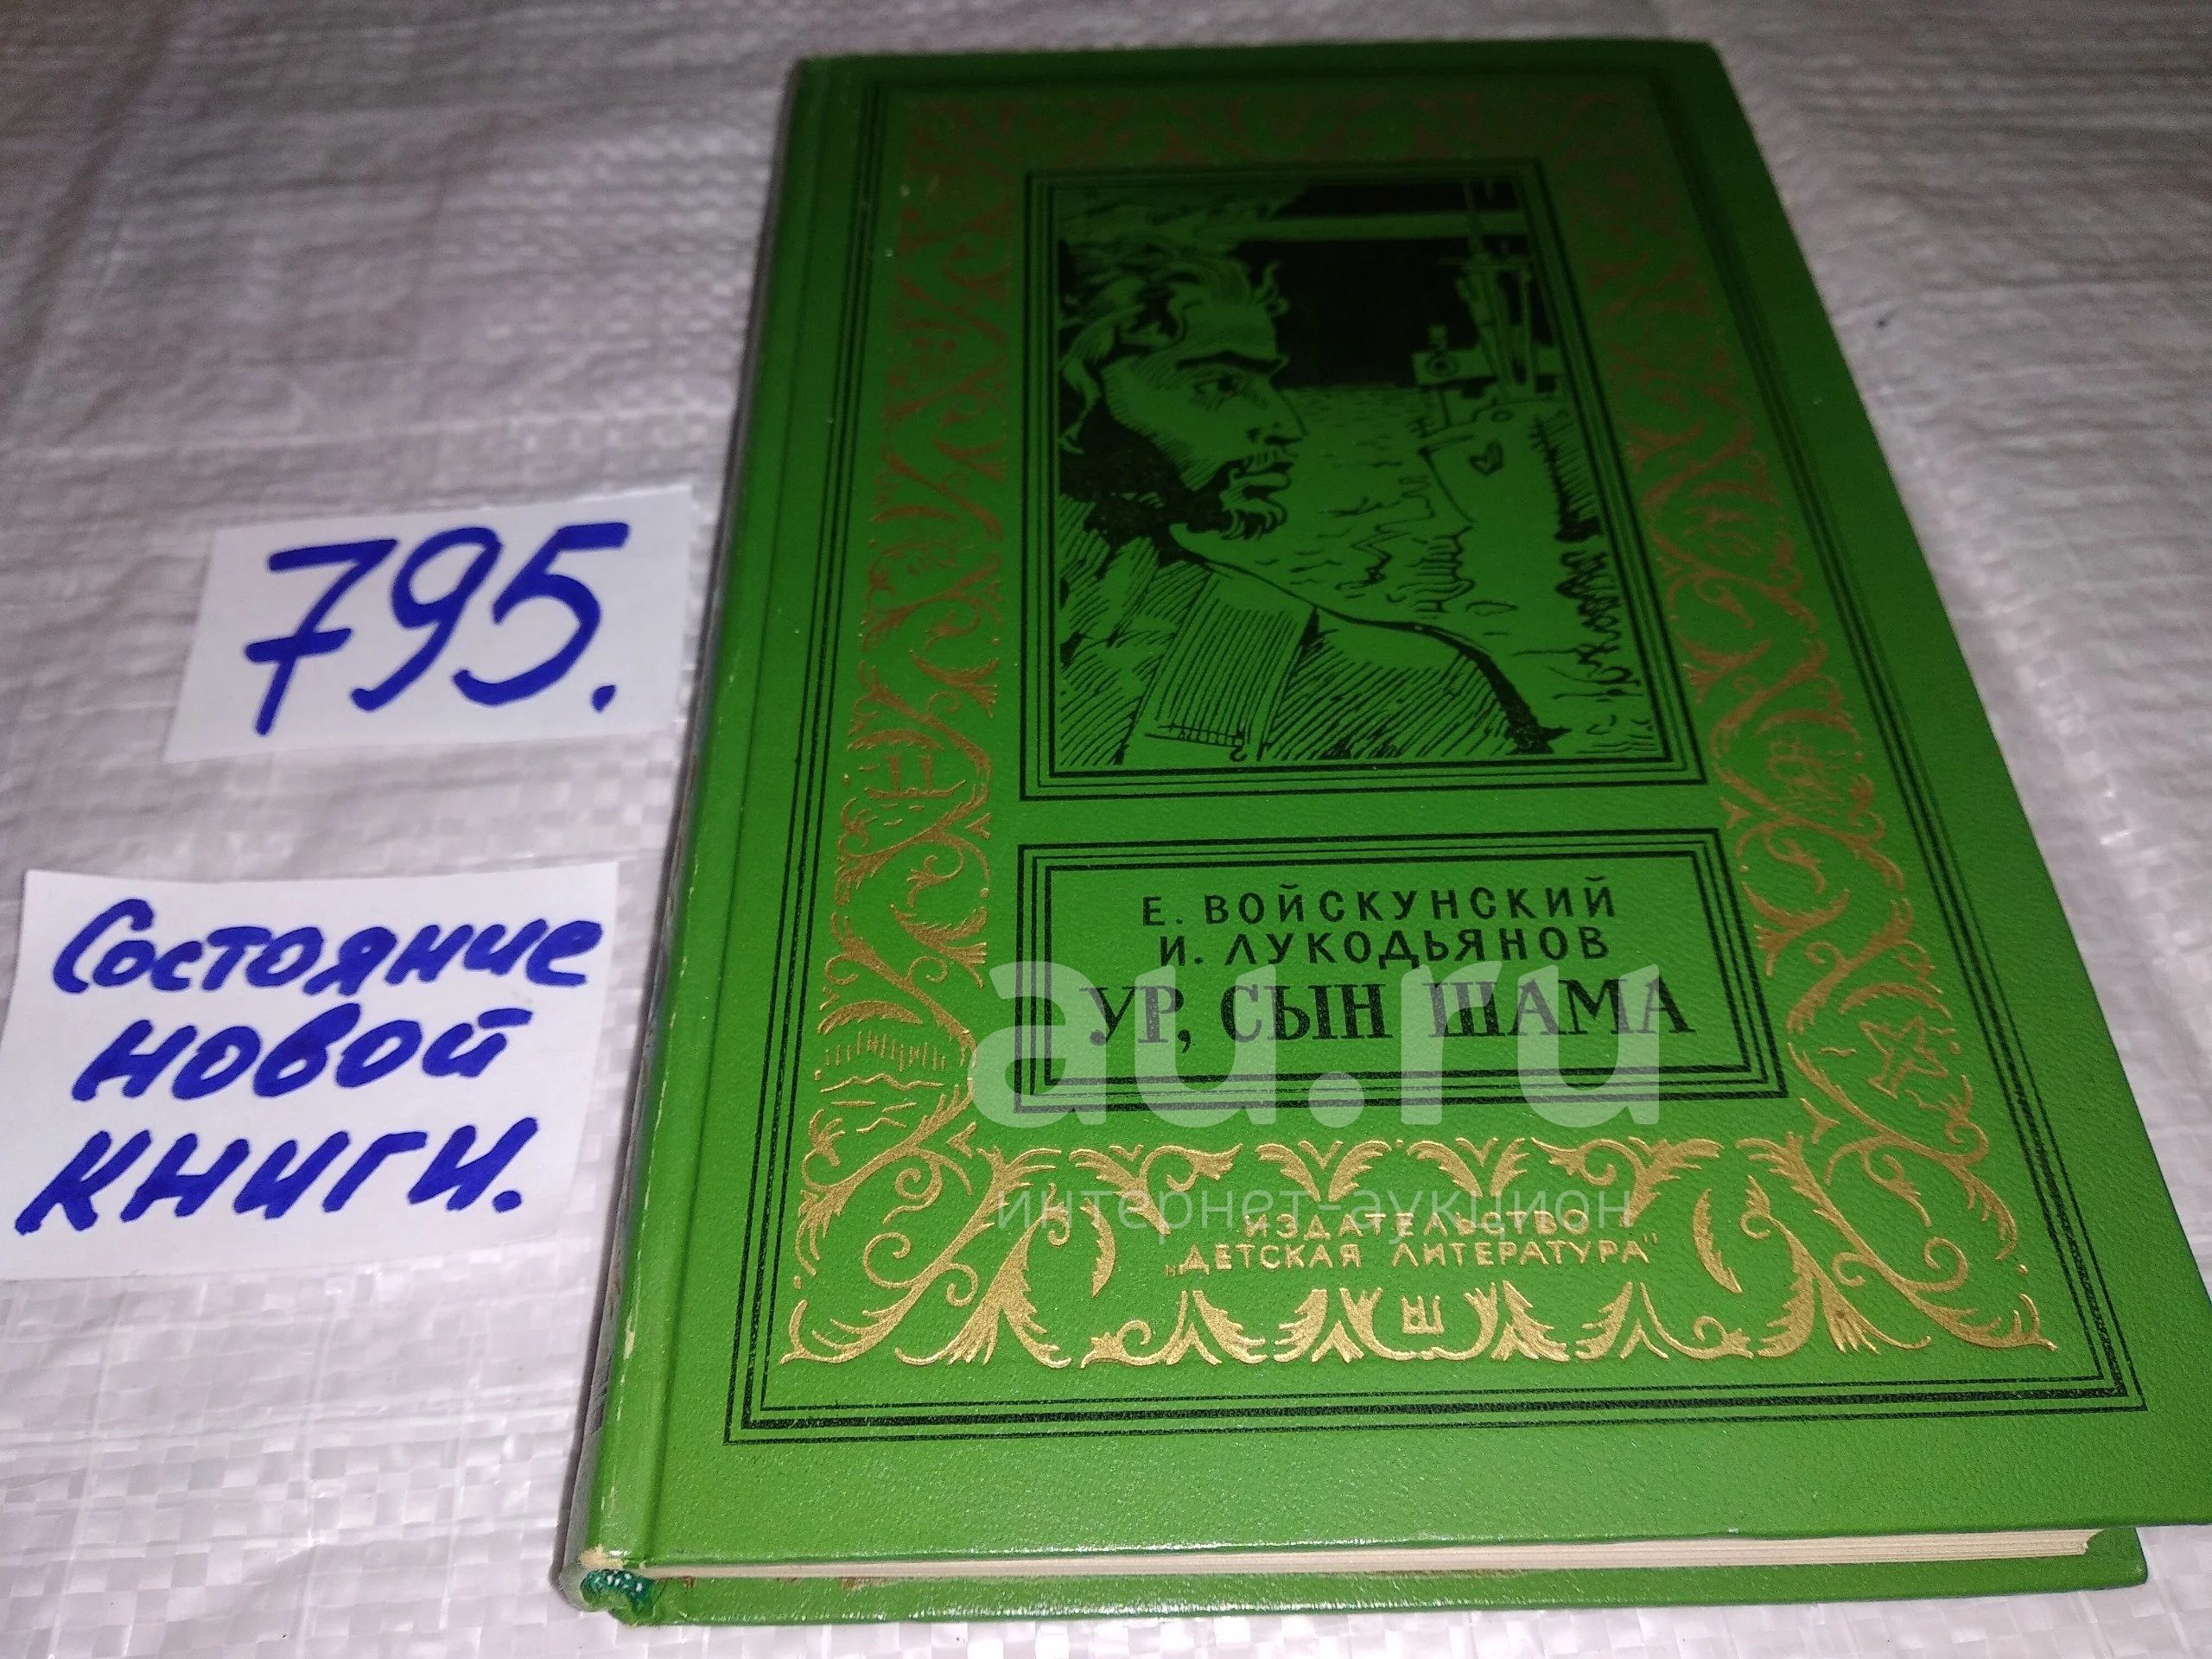 795.
Состояние
новой
книги.
Е. ВОЙСКУНСКИЙ
И. ЛУКОДЬЯНОВ
УР, СЫН ШАМА
au.ru
интернет-аукцион
ИЗДАТЕЛЬСТВО
„ДЕТСКАЯ ЛИТЕРАТУРА"